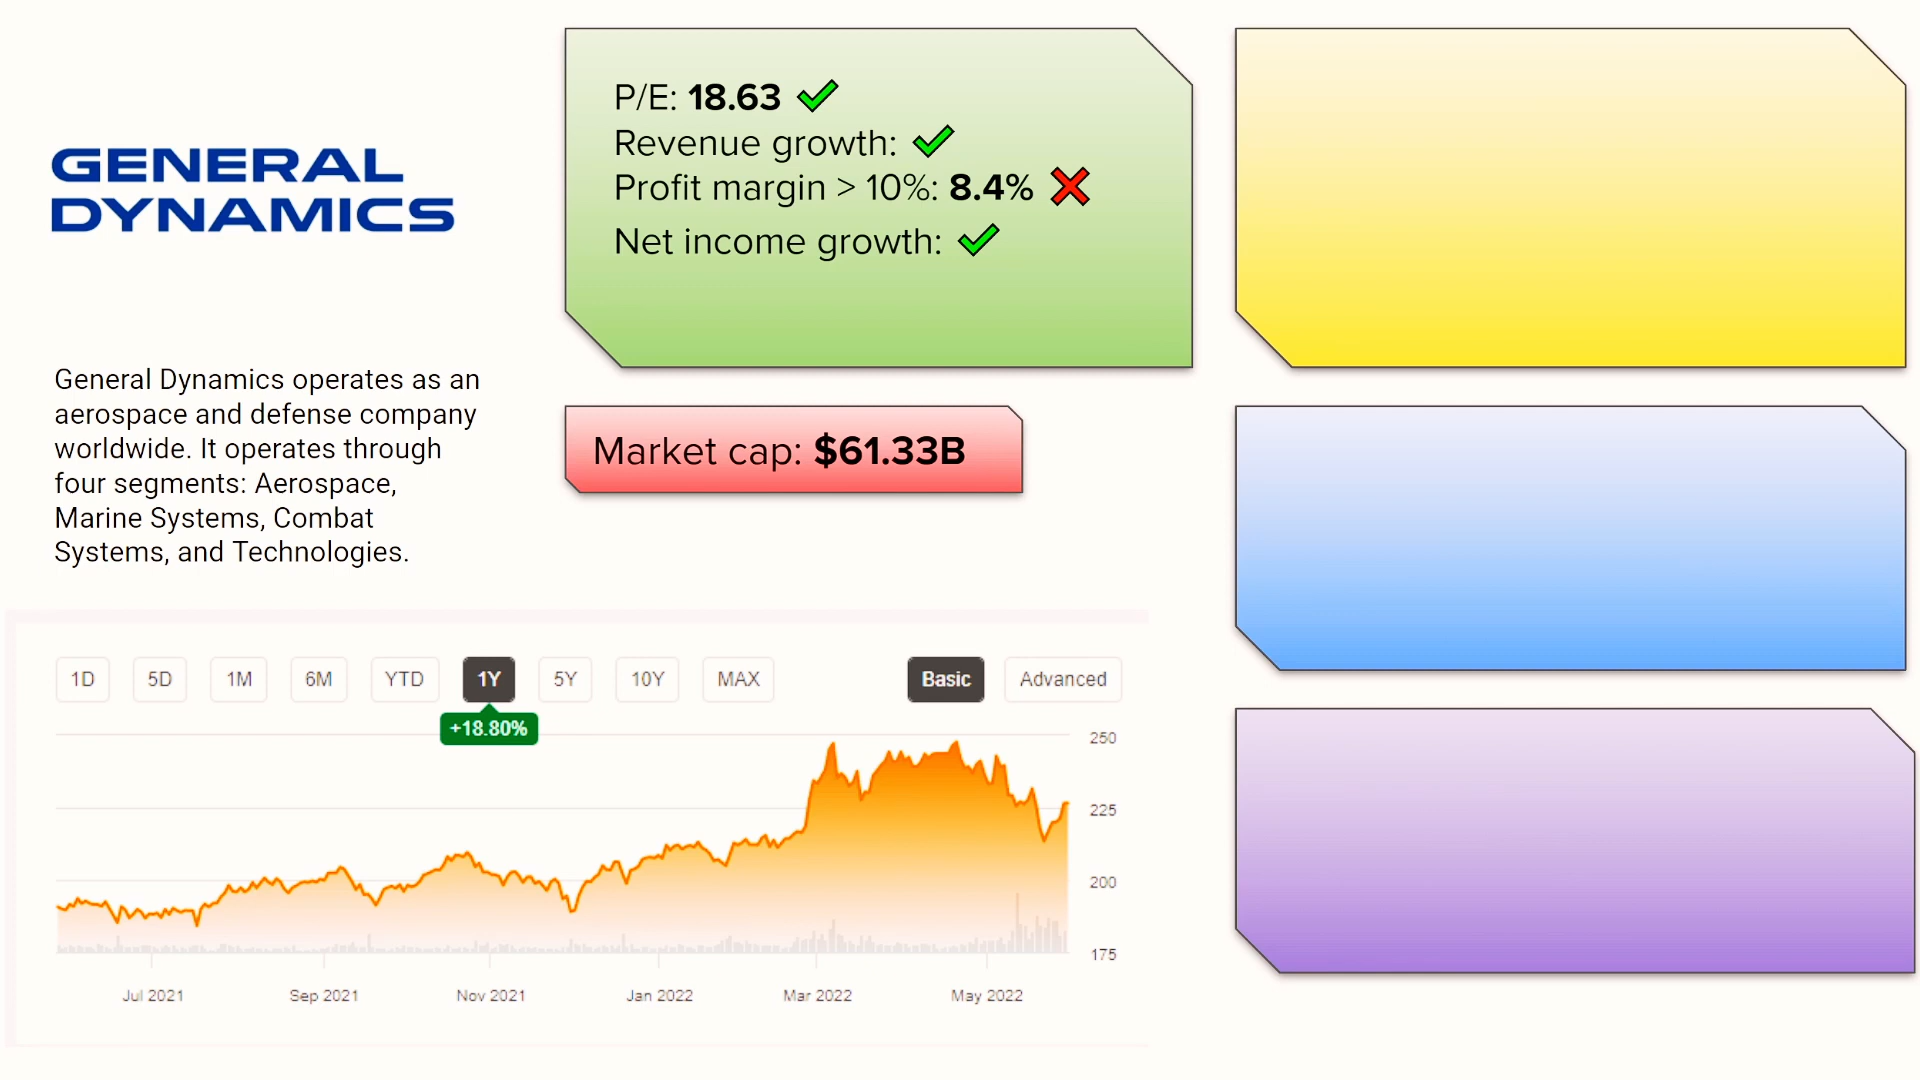 GENERAL
DYNAMICS
General Dynamics operates as an
aerospace and defense company
worldwide. It operates through
four segments: Aerospace,
Marine Systems, Combat
Systems, and Technologies.
P/E: 18.63
Revenue growth:
Profit margin > 10%: 8.4%
Net income growth:
Market cap: $61.33B
1D 5D 1M 6M YTD 1Y 5Y 10Y MAX Basic Advanced
+18.80%
250
225
200
175
Jul 2021 Sep 2021 Nov 2021 Jan 2022 Mar 2022 May 2022